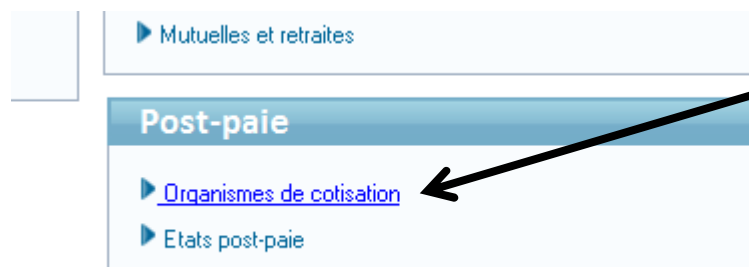 Mutuelles et retraites
Post-paie
Organismes de cotisation
Etats post-paie